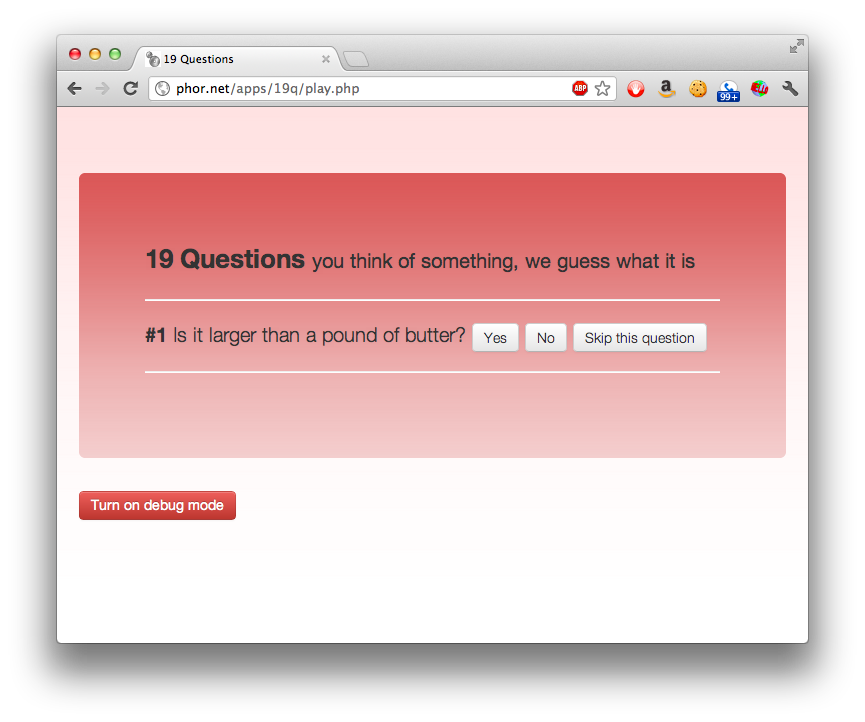 19 Questions
phor.net/apps/19q/play.php
ABP
a
99+
19 Questions you think of something, we guess what it is
#1 Is it larger than a pound of butter? Yes No Skip this question
Turn on debug mode